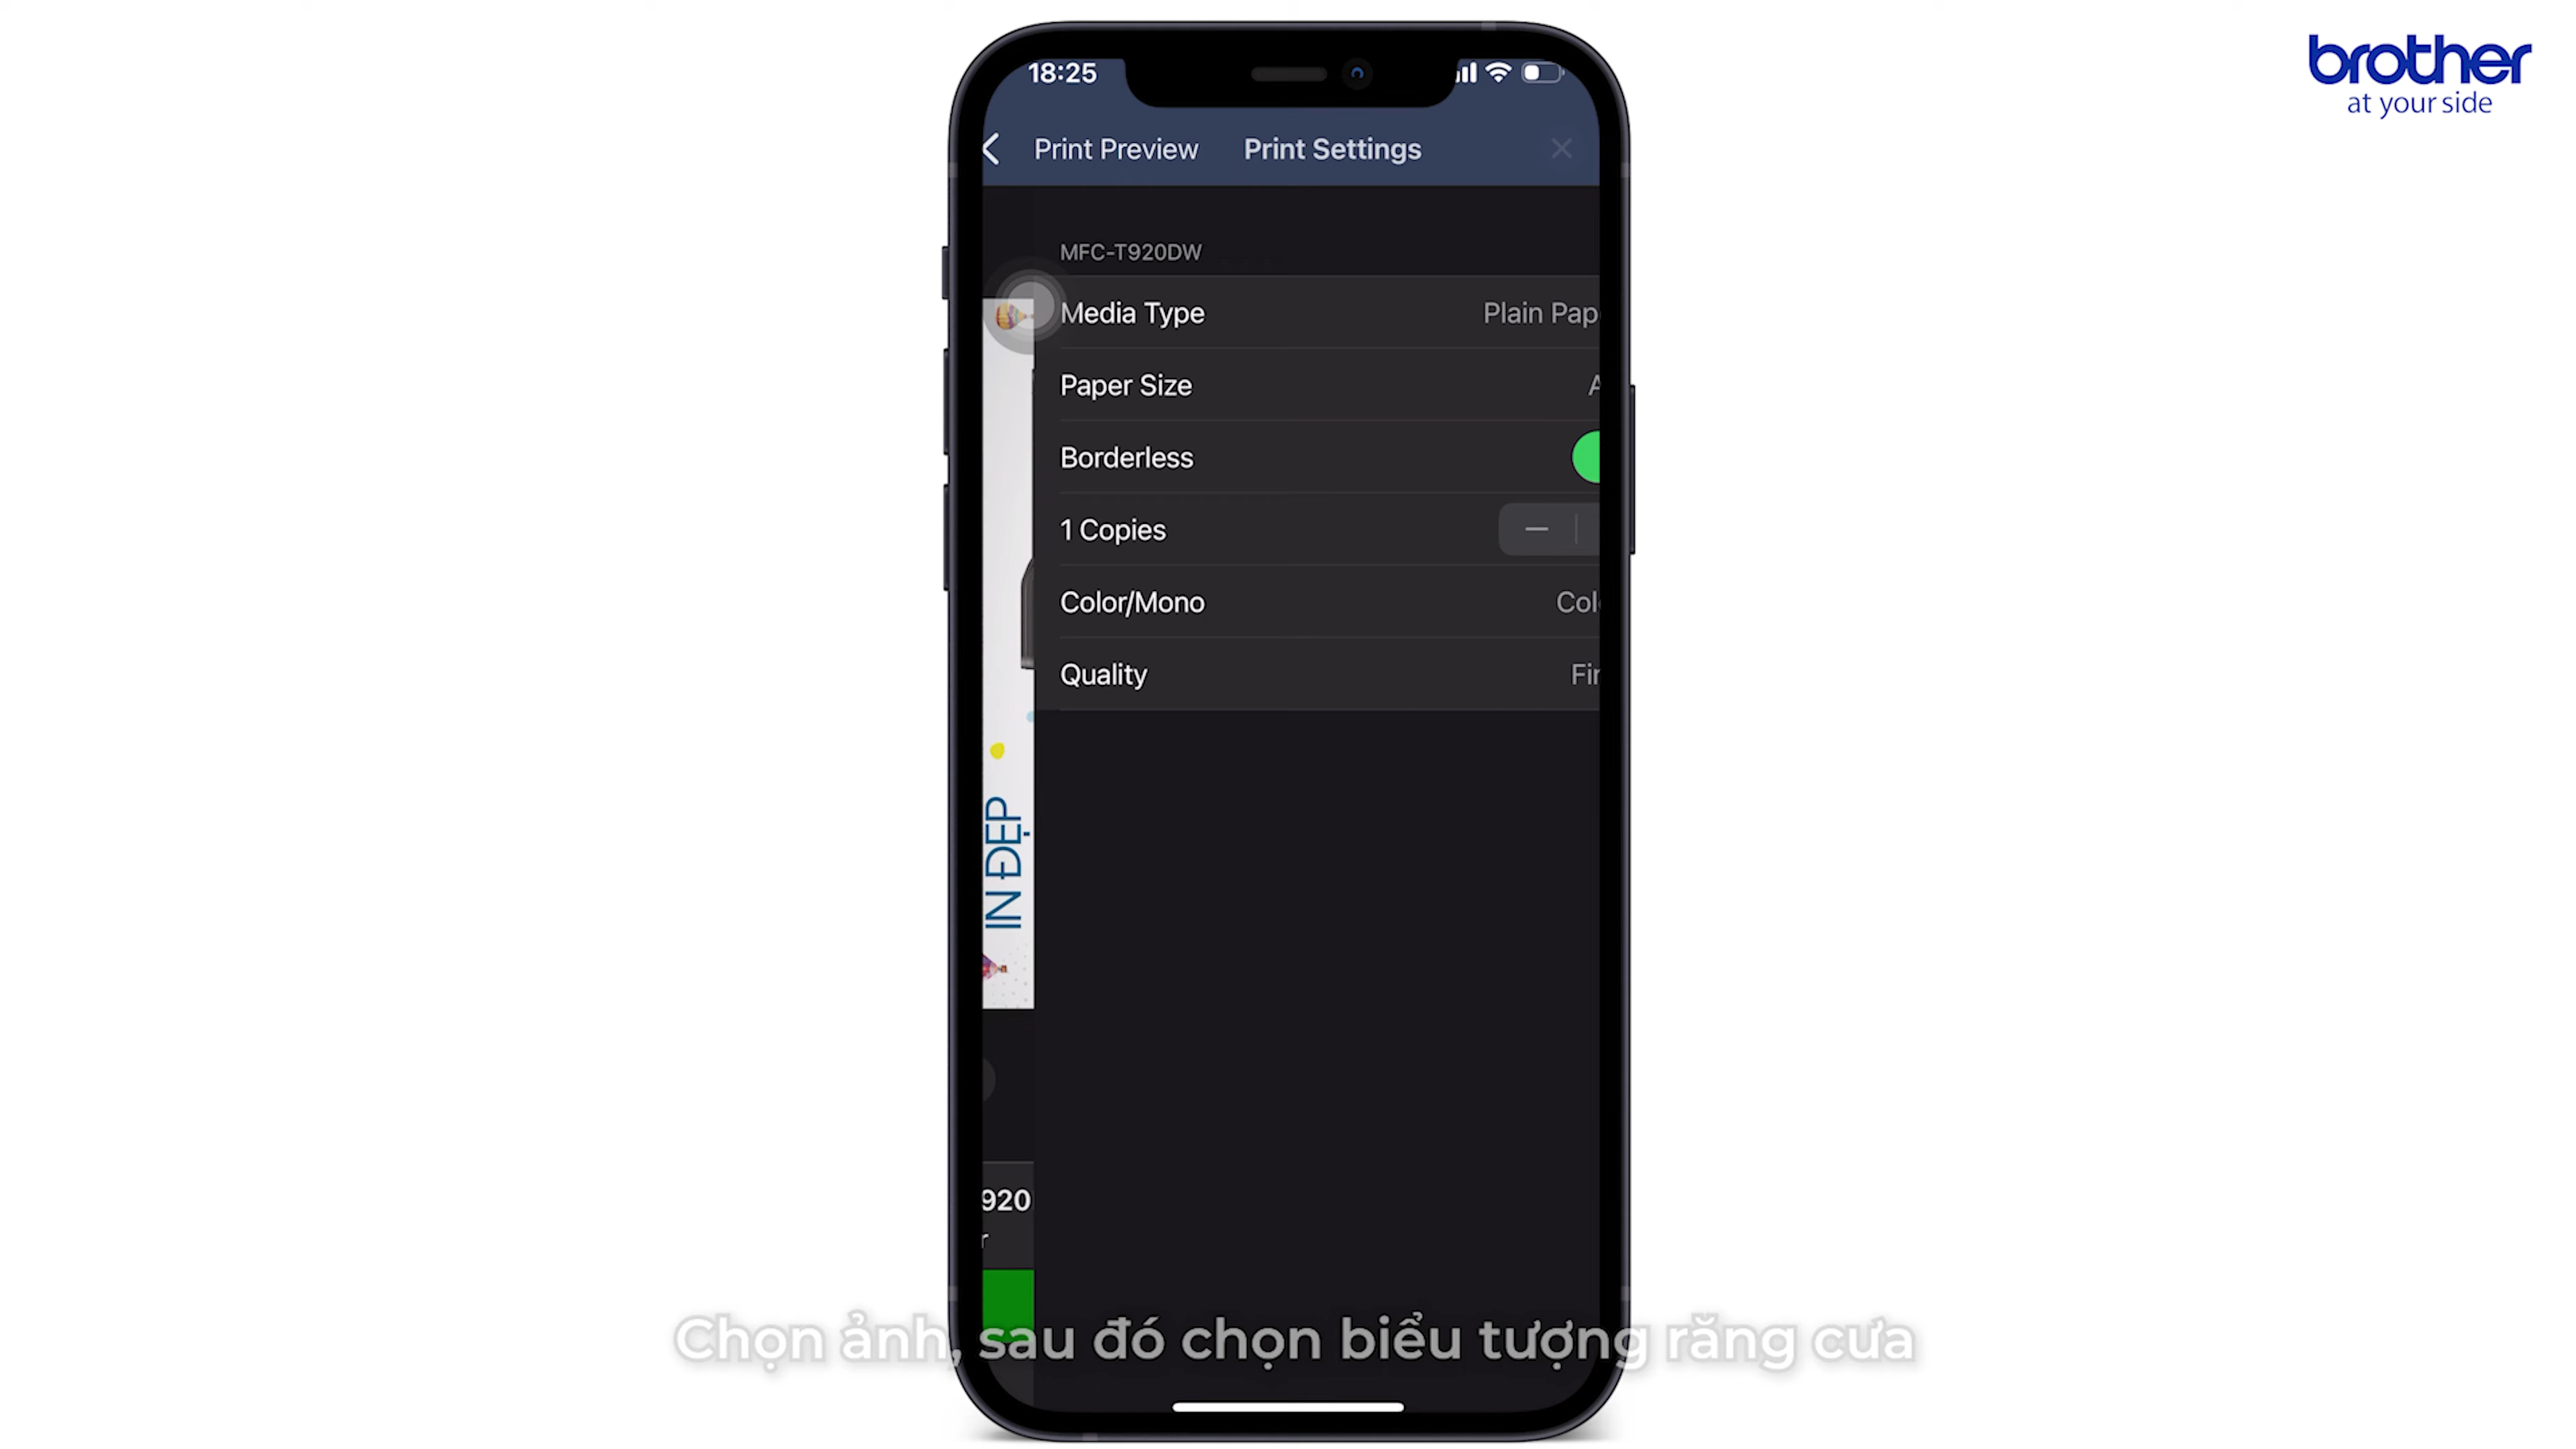 brother
at your side
18:25
Print Preview Print Settings
MFC-T920DW
Media Type Plain Pap
Paper Size A
Borderless
1 Copies
Color/Mono Col
Quality Fin
IN ĐẸP
920
r
Chọn ảnh, sau đó chọn biểu tượng răng cưa